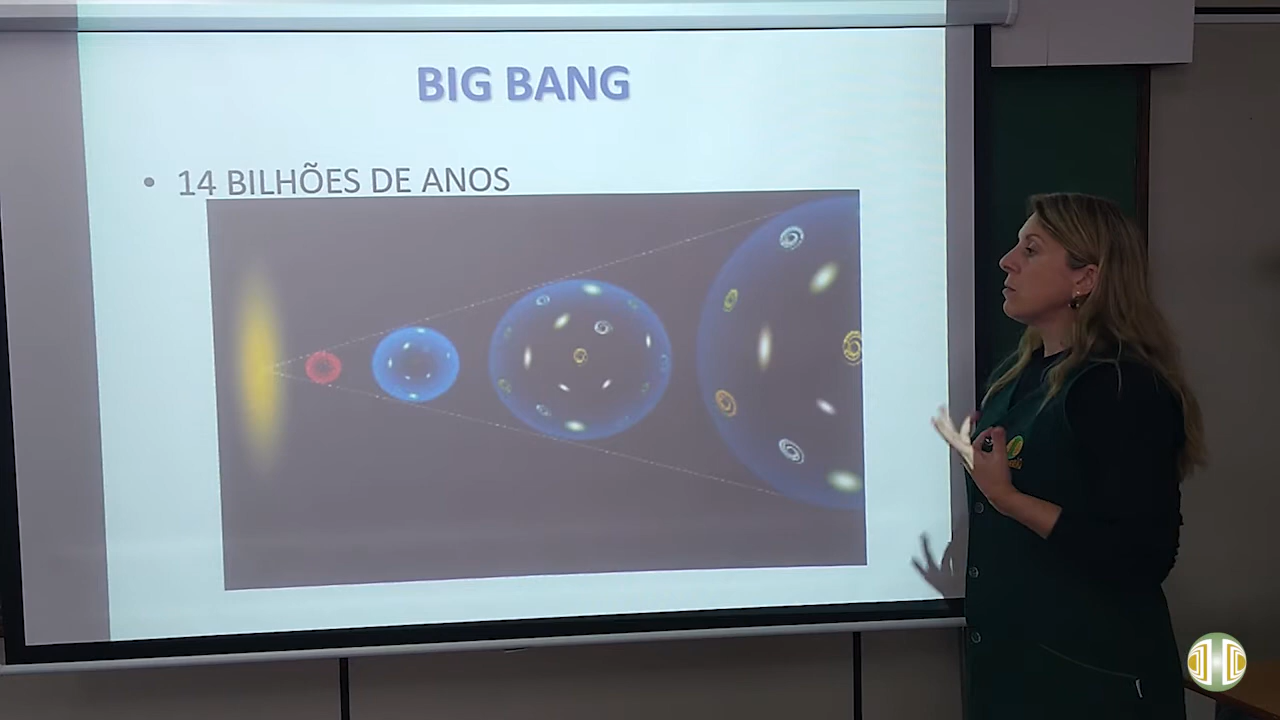 BIG BANG
• 14 BILHÕES DE ANOS